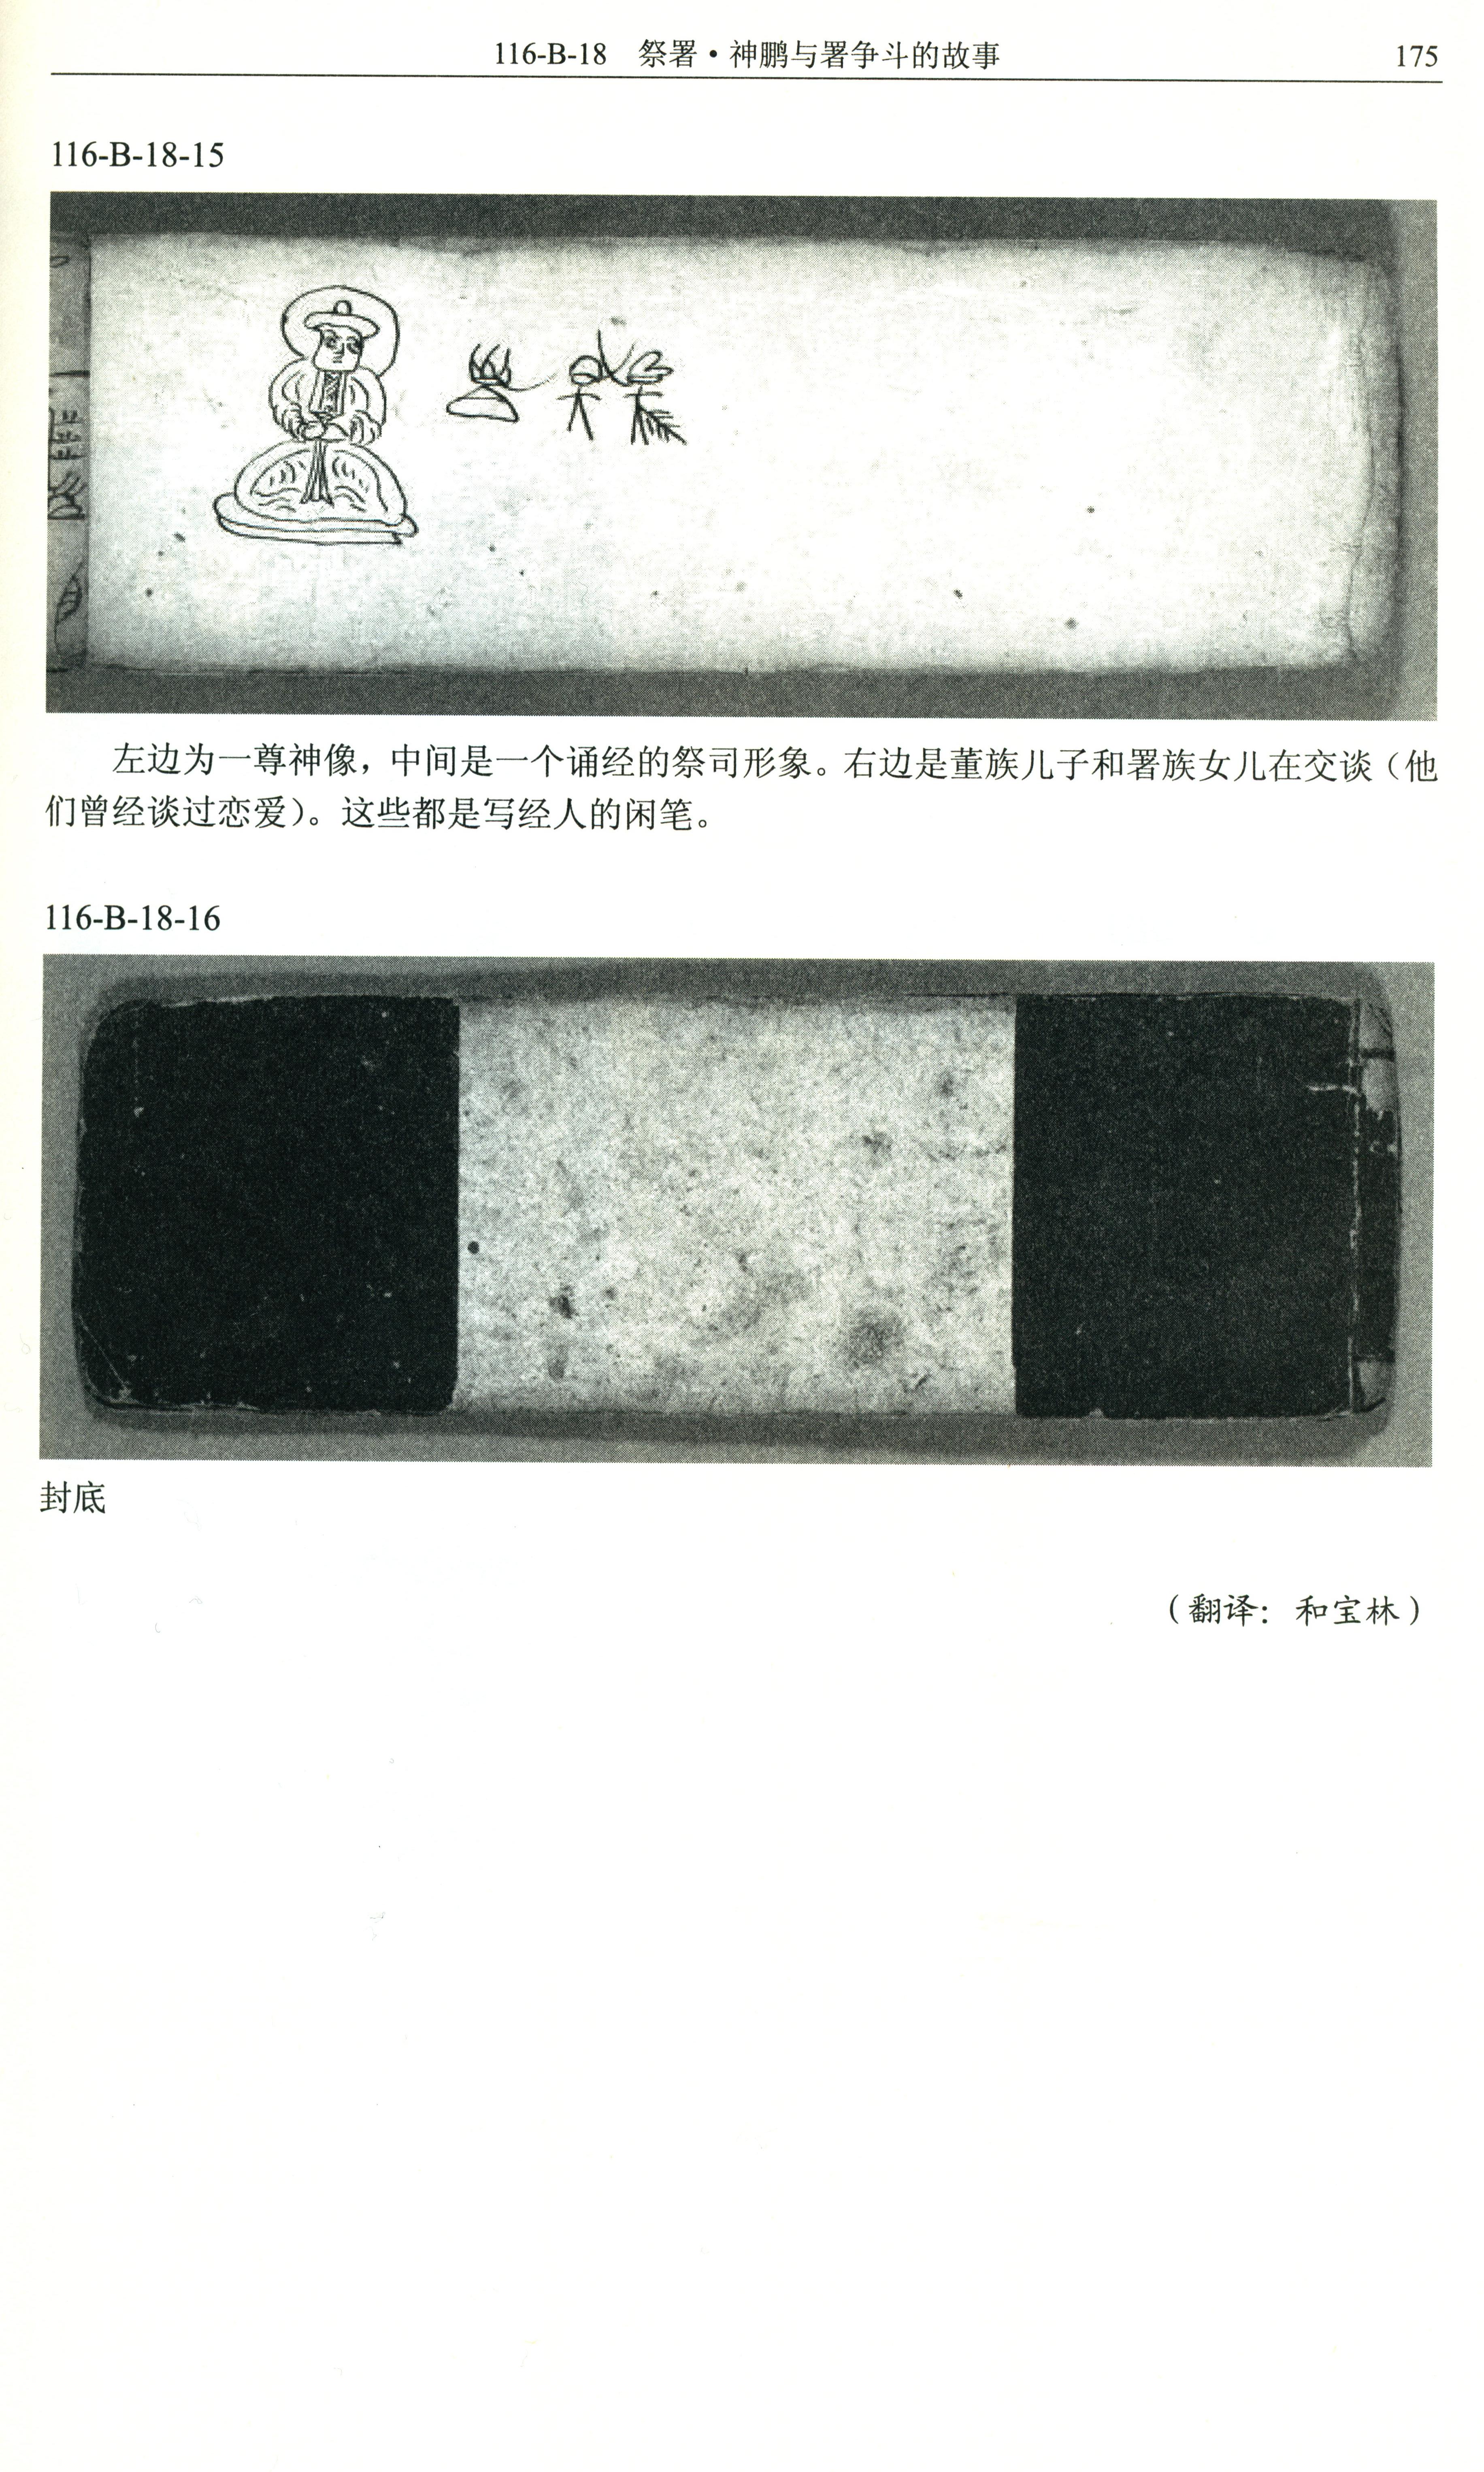 116-B-18 祭署·神鹏与署争斗的故事 175
116-B-18-15
左边为一尊神像，中间是一个诵经的祭司形象。右边是董族儿子和署族女儿在交谈（他
们曾经谈过恋爱）。这些都是写经人的闲笔。
116-B-18-16
封底
（翻译：和宝林）